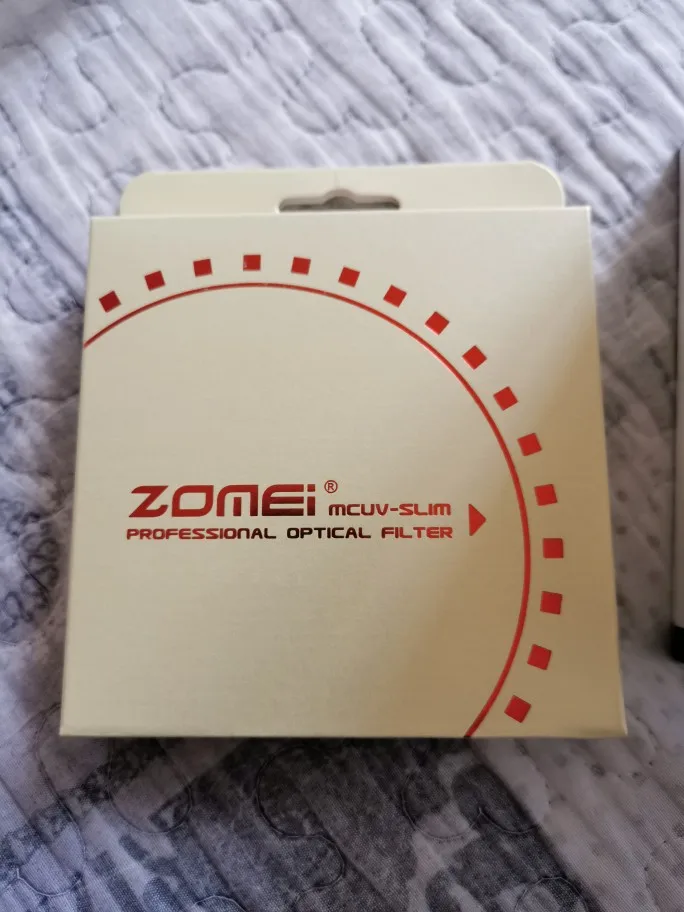 ZOMEi® MCUV-SLIM
PROFESSIONAL OPTICAL FILTER